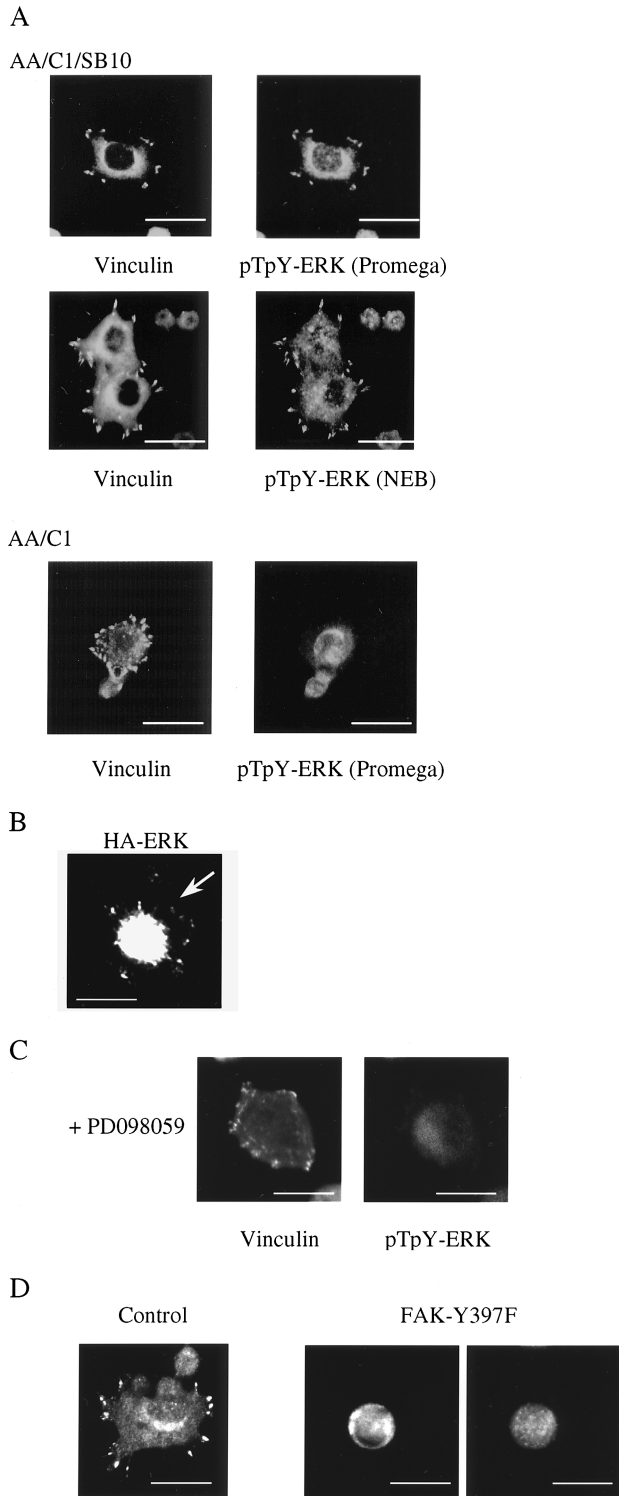 A
AA/C1/SB10
Vinculin pTpY-ERK (Promega)
Vinculin pTpY-ERK (NEB)
AA/C1
Vinculin pTpY-ERK (Promega)
B
HA-ERK
C
+ PD098059
Vinculin pTpY-ERK
D
Control FAK-Y397F